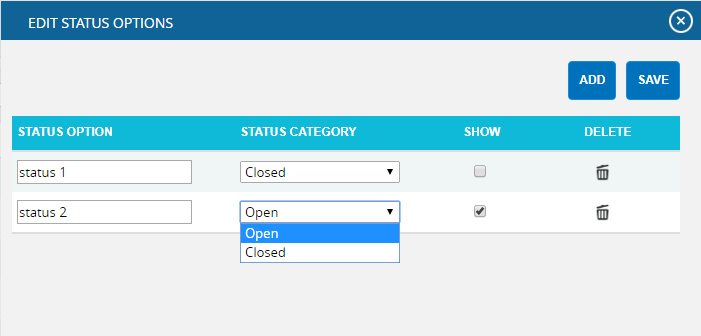 EDIT STATUS OPTIONS
ADD SAVE
STATUS OPTION STATUS CATEGORY SHOW DELETE
status 1 Closed
status 2 Open
Open
Closed